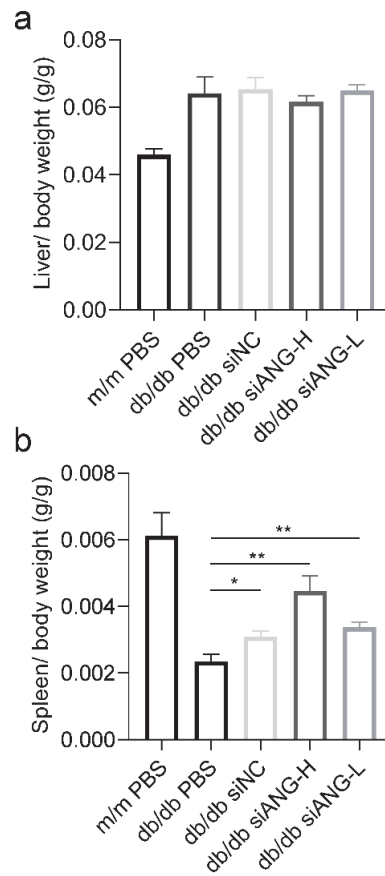 a
Liver/ body weight (g/g)
0.08
0.06
0.04
0.02
0.00
m/m PBS
db/db PBS
db/db siNC
db/db siANG-H
db/db siANG-L
b
Spleen/ body weight (g/g)
0.008
0.006
0.004
0.002
0.000
**
**
*
m/m PBS
db/db PBS
db/db siNC
db/db siANG-H
db/db siANG-L